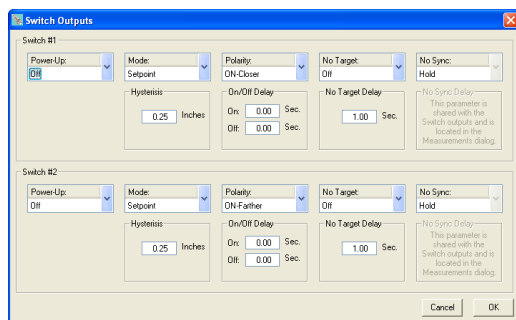 Switch Outputs
Switch #1
Power-Up:
Off
Mode:
Setpoint
Polarity:
ON-Closer
No Target:
Off
No Sync:
Hold
Hysterisis
0.25 Inches
On/Off Delay
On: 0.00 Sec.
Off: 0.00 Sec.
No Target Delay
1.00 Sec.
No Sync Delay
This parameter is
shared with the
Switch outputs and is
located in the
Measurements dialog.
Switch #2
Power-Up:
Off
Mode:
Setpoint
Polarity:
ON-Farther
No Target:
Off
No Sync:
Hold
Hysterisis
0.25 Inches
On/Off Delay
On: 0.00 Sec.
Off: 0.00 Sec.
No Target Delay
1.00 Sec.
No Sync Delay
This parameter is
shared with the
Switch outputs and is
located in the
Measurements dialog.
Cancel
OK